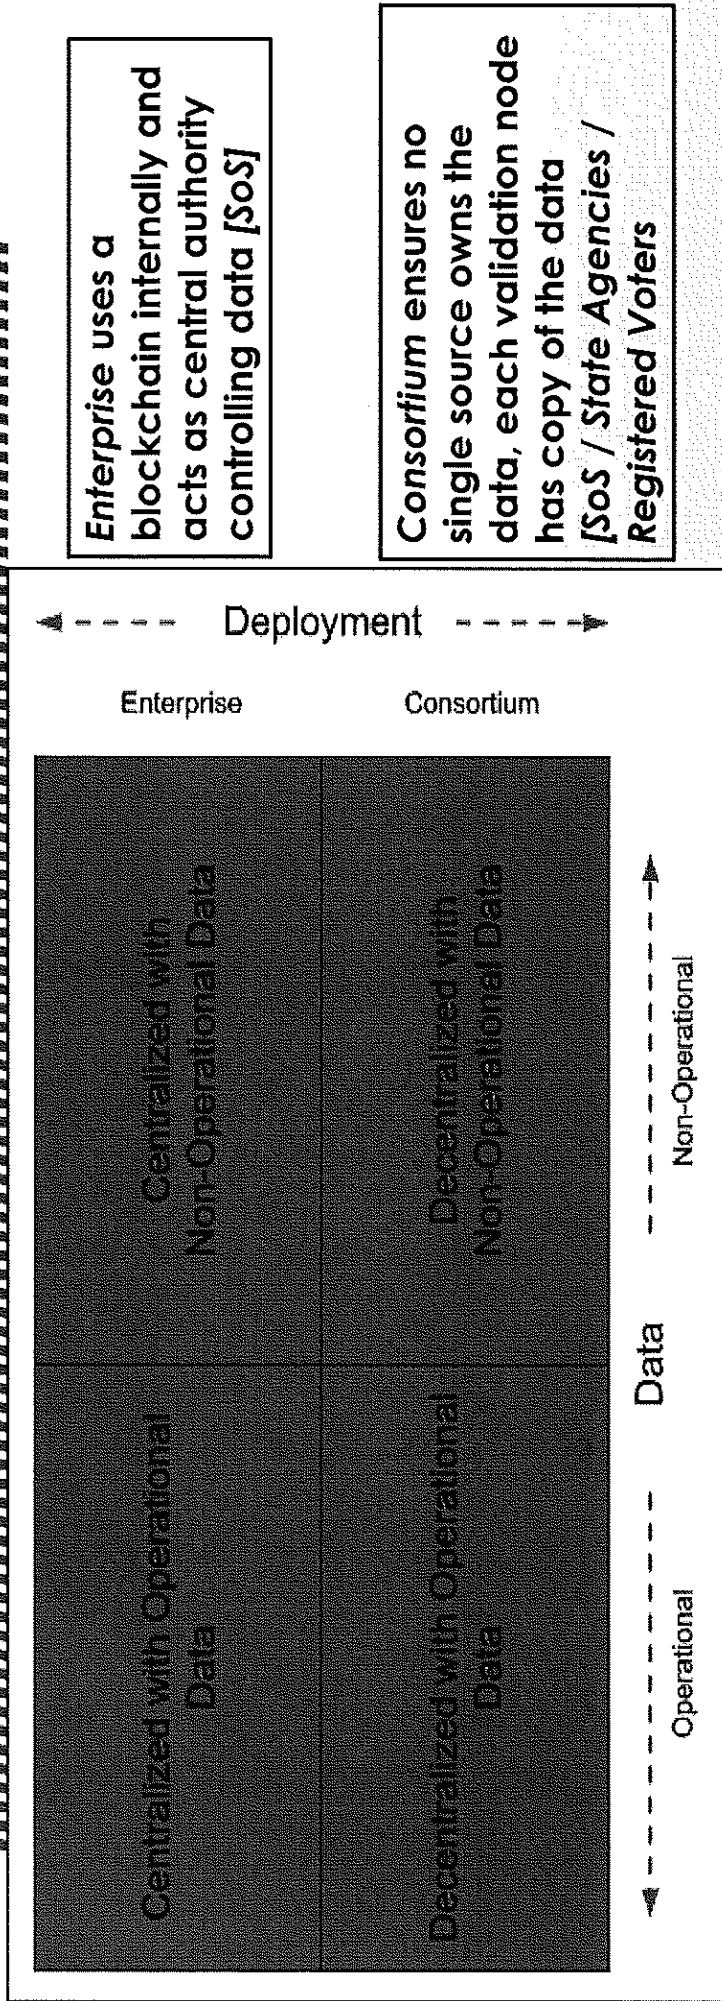 Enterprise uses a
blockchain internally and
acts as central authority
controlling data [SoS]
Consortium ensures no
single source owns the
data, each validation node
has copy of the data
[SoS / State Agencies /
Registered Voters
Deployment
Enterprise
Consortium
Centralized with Operational
Data
Centralized with
Non-Operational Data
Decentralized with Operational
Data
Decentralized with
Non-Operational Data
Data
Operational
Non-Operational